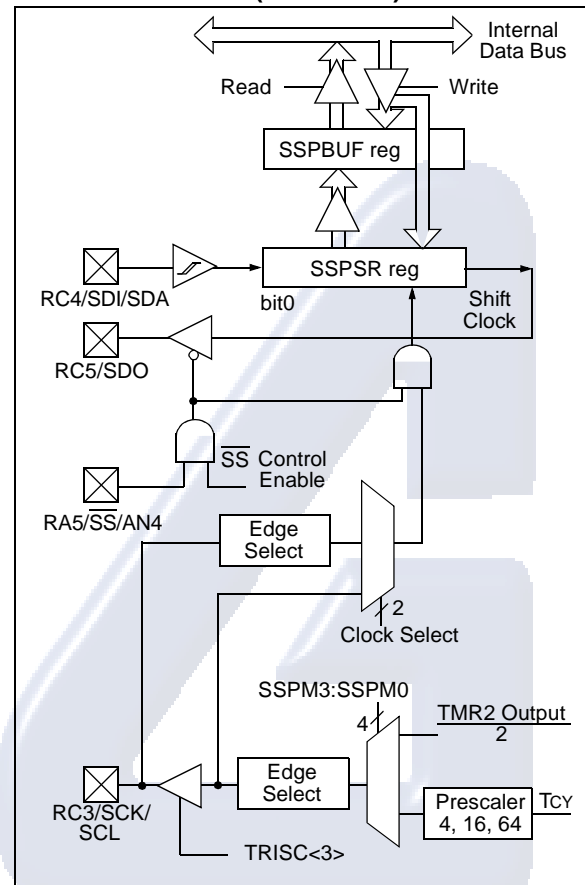 Internal
Data Bus
Read
Write
SSPBUF reg
SSPSR reg
RC4/SDI/SDA
bit0
Shift
Clock
RC5/SDO
SS Control
Enable
RA5/SS/AN4
Edge
Select
2
Clock Select
SSPM3:SSPM0
4
TMR2 Output
2
Edge
Select
Prescaler
4, 16, 64
TCY
RC3/SCK/
SCL
TRISC<3>